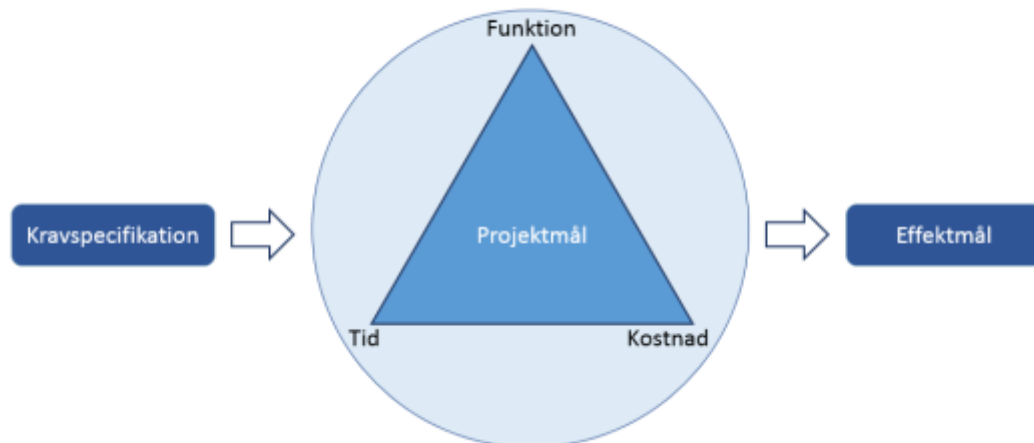 Funktion
Kravspecifikation
Projektmål
Effektmål
Tid
Kostnad